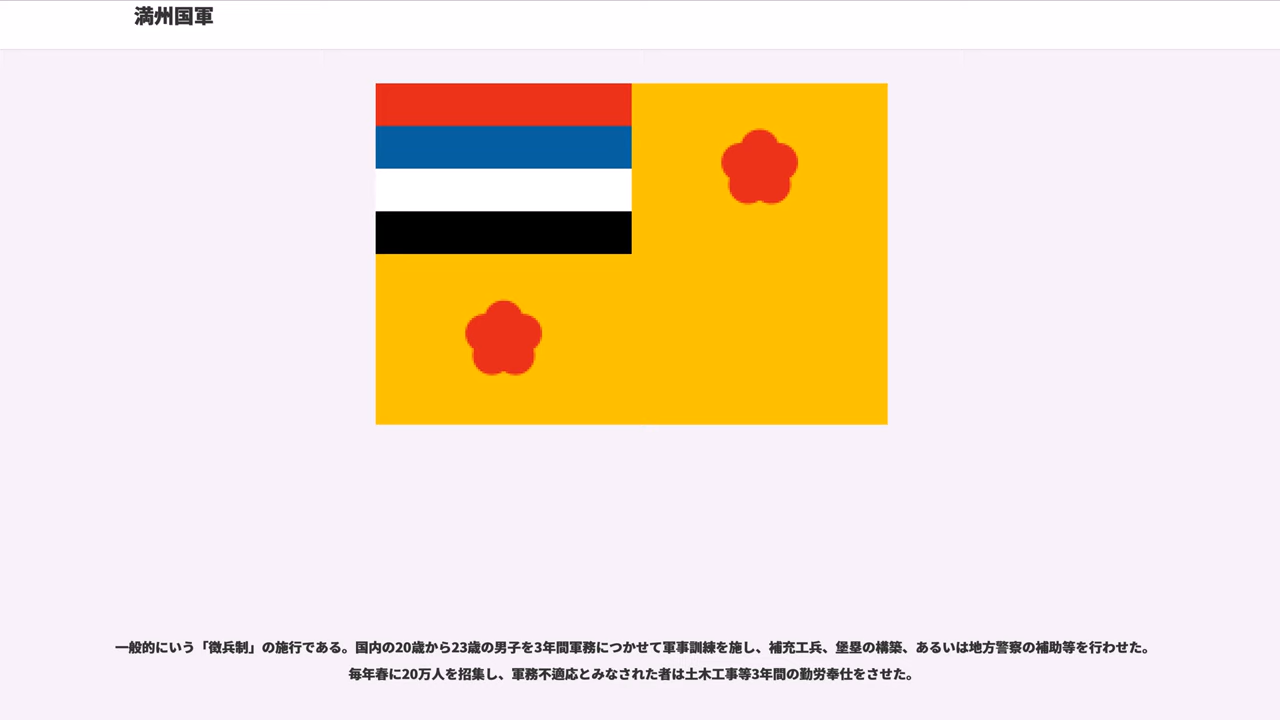 満州国軍
一般的にいう「徴兵制」の施行である。国内の20歳から23歳の男子を3年間軍務につかせて軍事訓練を施し、補充工兵、堡塁の構築、あるいは地方警察の補助等を行わせた。
毎年春に20万人を招集し、軍務不適応とみなされた者は土木工事等3年間の勤労奉仕をさせた。